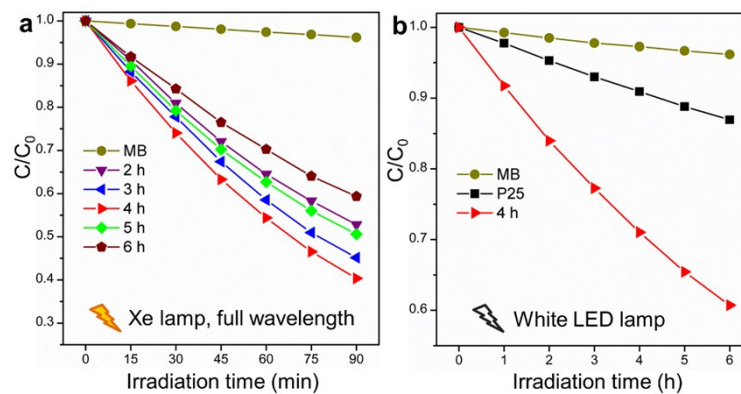 a
C/C₀
1.0
0.9
0.8
0.7
0.6
0.5
0.4
0.3
MB
2 h
3 h
4 h
5 h
6 h
Xe lamp, full wavelength
0 15 30 45 60 75 90
Irradiation time (min)
b
C/C₀
1.0
0.9
0.8
0.7
0.6
MB
P25
4 h
White LED lamp
0 1 2 3 4 5 6
Irradiation time (h)